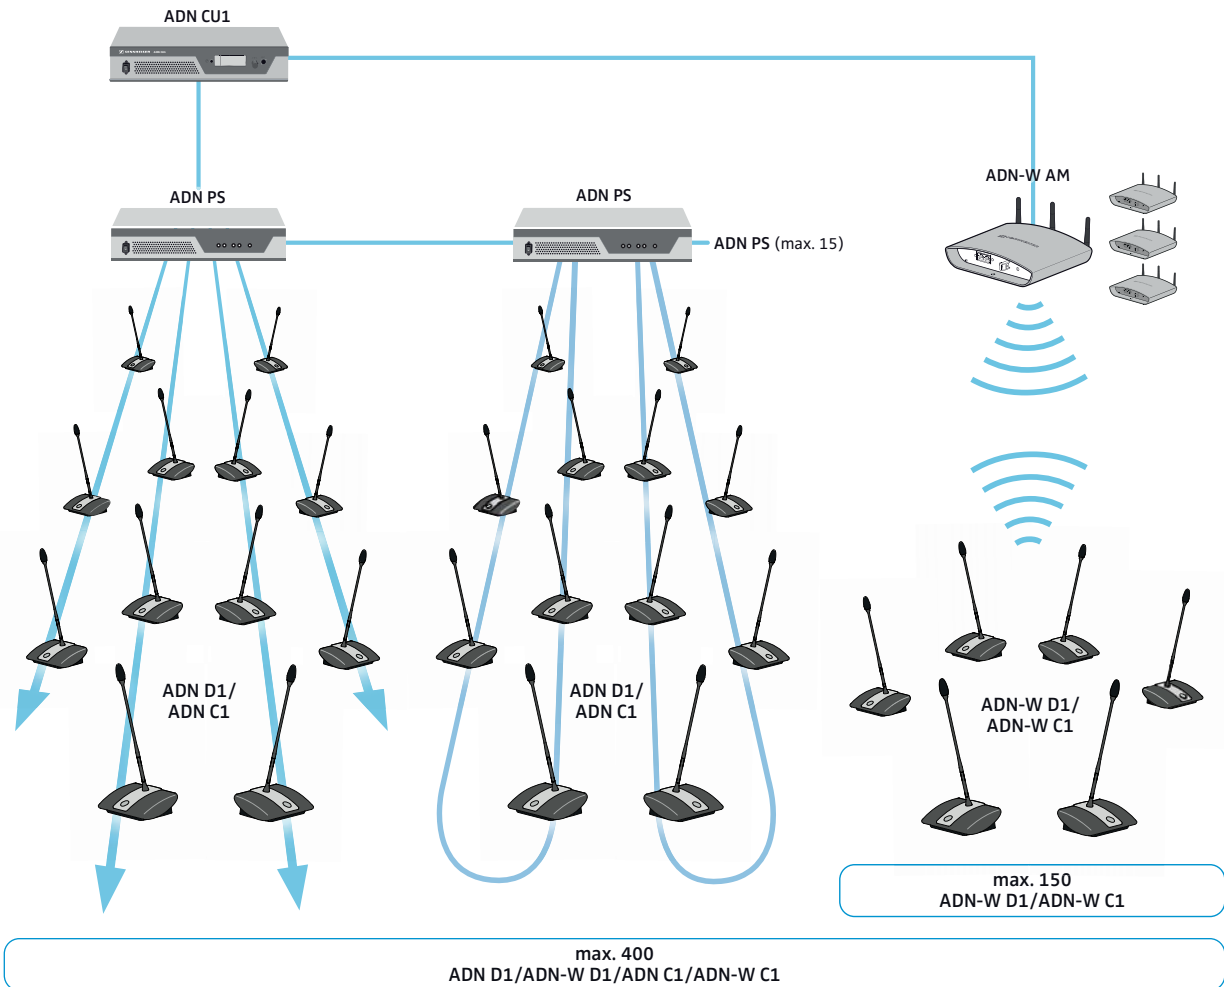 ADN CU1
SENNHEISER
ADN PS
ADN PS
ADN PS (max. 15)
ADN-W AM
ADN D1/
ADN C1
ADN D1/
ADN C1
ADN-W D1/
ADN-W C1
max. 150
ADN-W D1/ADN-W C1
max. 400
ADN D1/ADN-W D1/ADN C1/ADN-W C1